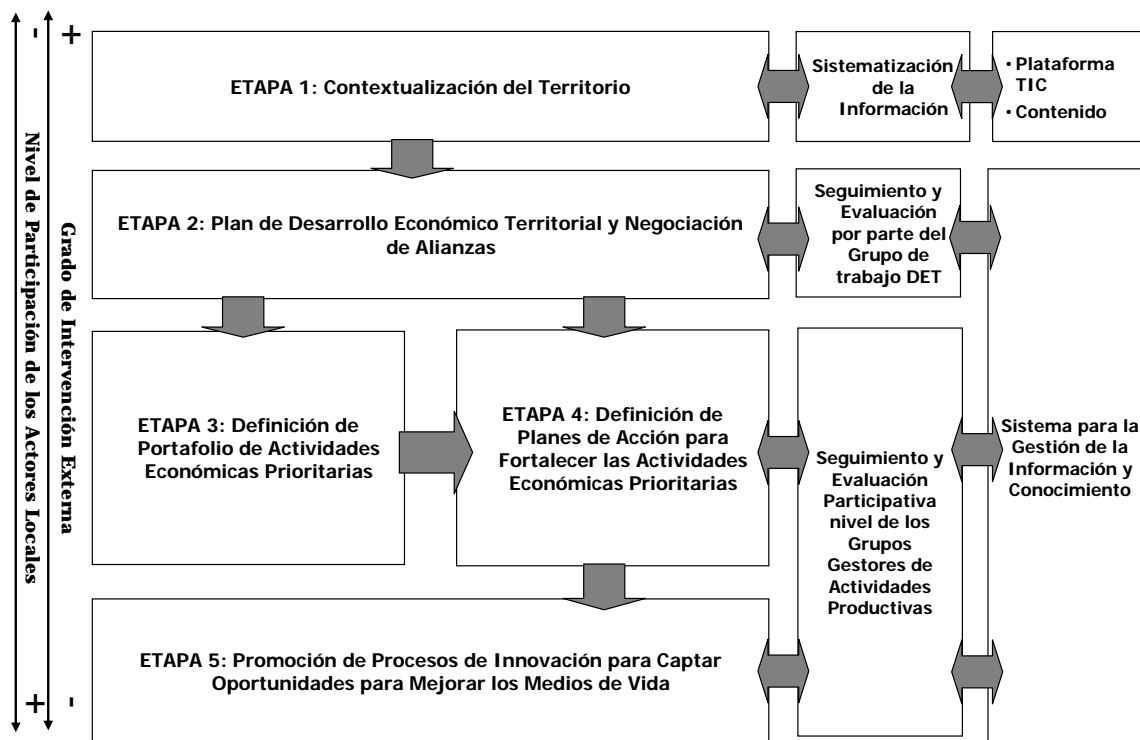 -
+
Nivel de Participación de los Actores Locales
Grado de Intervención Externa
+
-
ETAPA 1: Contextualización del Territorio
Sistematización
de la
Información
• Plataforma
TIC
• Contenido
ETAPA 2: Plan de Desarrollo Económico Territorial y Negociación
de Alianzas
Seguimiento y
Evaluación
por parte del
Grupo de
trabajo DET
ETAPA 3: Definición de
Portafolio de Actividades
Económicas Prioritarias
ETAPA 4: Definición de
Planes de Acción para
Fortalecer las Actividades
Económicas Prioritarias
Seguimiento y
Evaluación
Participativa
nivel de los
Grupos
Gestores de
Actividades
Productivas
Sistema para la
Gestión de la
Información y
Conocimiento
ETAPA 5: Promoción de Procesos de Innovación para Captar
Oportunidades para Mejorar los Medios de Vida